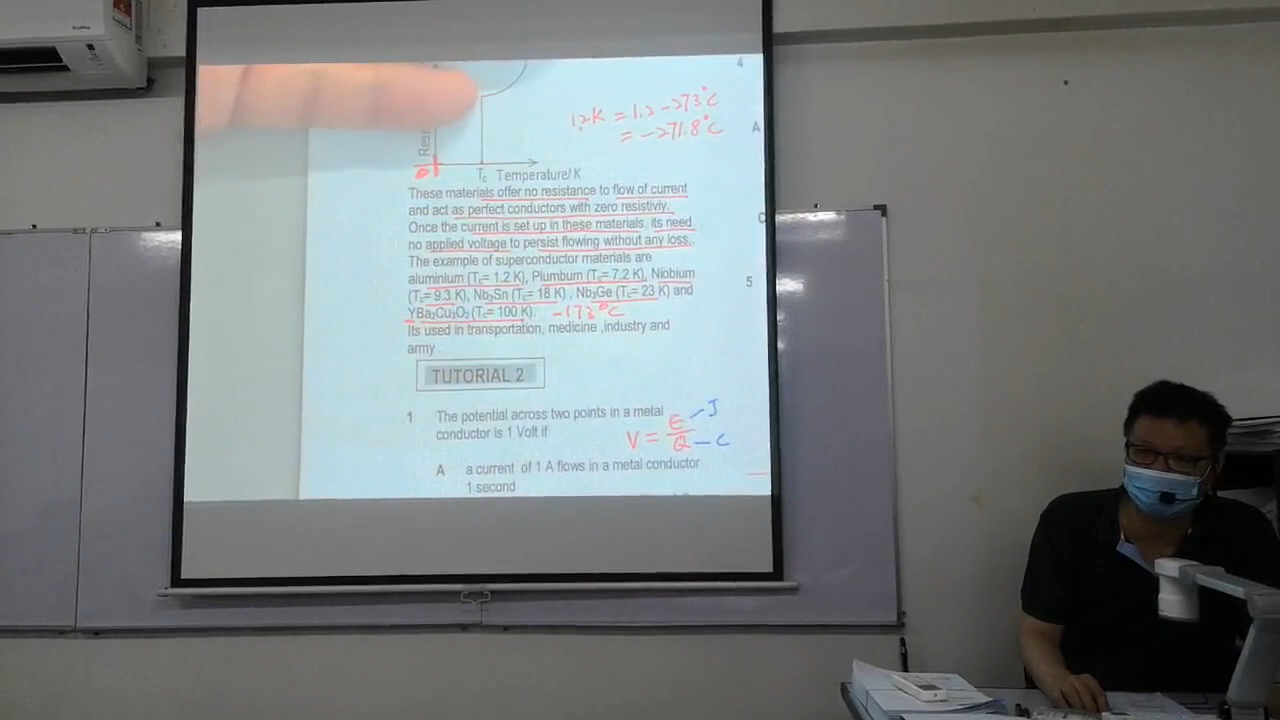 4
1.2K = 1.2 - 273°C
= -271.8°C
A
0
Tc Temperature/ K
These materials offer no resistance to flow of current
and act as perfect conductors with zero resistiviy.
C
Once the current is set up in these materials, its need
no applied voltage to persist flowing without any loss.
The example of superconductor materials are
aluminium (Tc= 1.2 K), Plumbum (Tc= 7.2 K), Niobium
5
(Tc= 9.3 K), Nb3Sn (Tc= 18 K) , Nb3Ge (Tc= 23 K) and
YBa2Cu3O2 (Tc= 100 K). -173°C
Its used in transportation, medicine ,industry and
army .
TUTORIAL 2
1 The potential across two points in a metal
conductor is 1 Volt if
V = E/Q - J - C
A a current of 1 A flows in a metal conductor
1 second